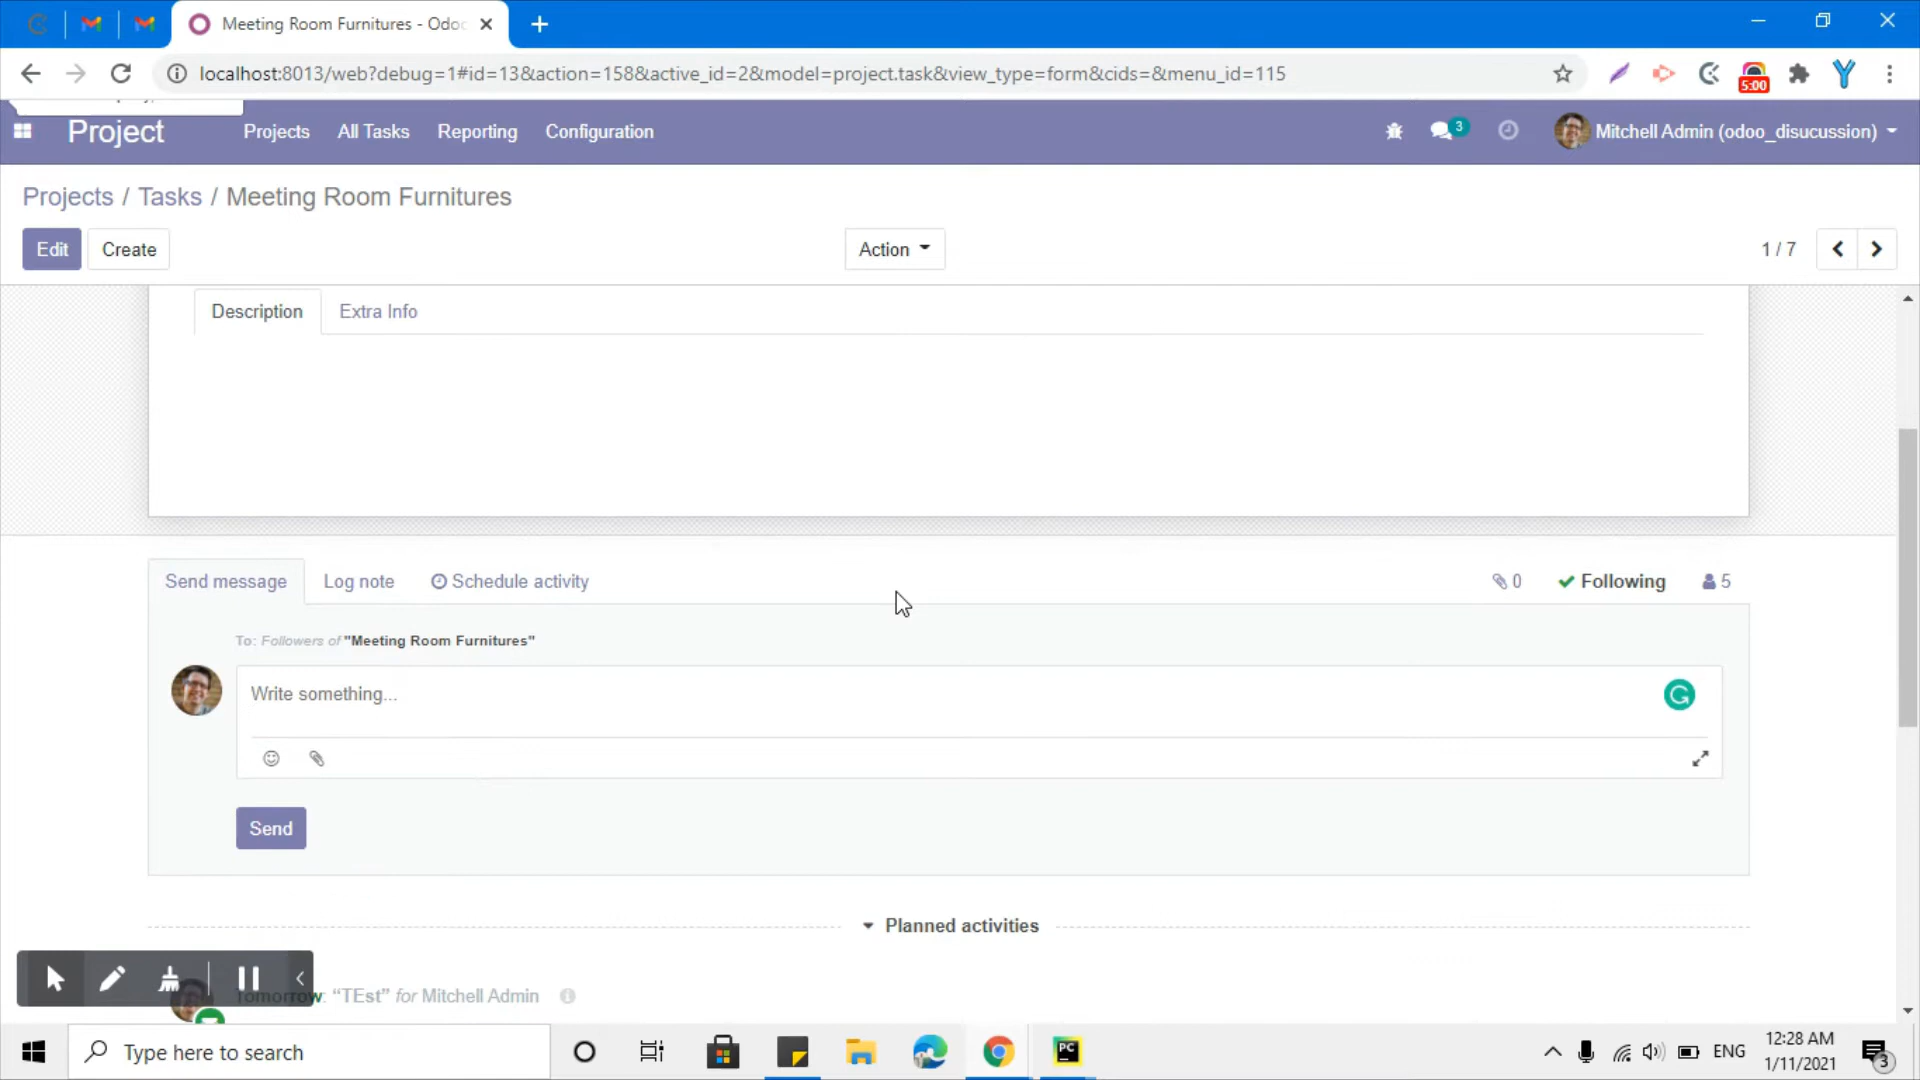 Meeting Room Furnitures - Odoo
localhost:8013/web?debug=1#id=13&action=158&active_id=2&model=project.task&view_type=form&cids=&menu_id=115
5:00
Project
Projects
All Tasks
Reporting
Configuration
3
Mitchell Admin (odoo_disucussion)
Projects / Tasks / Meeting Room Furnitures
Edit
Create
Action
1 / 7
Description
Extra Info
Send message
Log note
Schedule activity
0
Following
5
To: Followers of "Meeting Room Furnitures"
Write something...
Send
Planned activities
Tomorrow: “TEst” for Mitchell Admin
Type here to search
PC
ENG
12:28 AM
1/11/2021
3